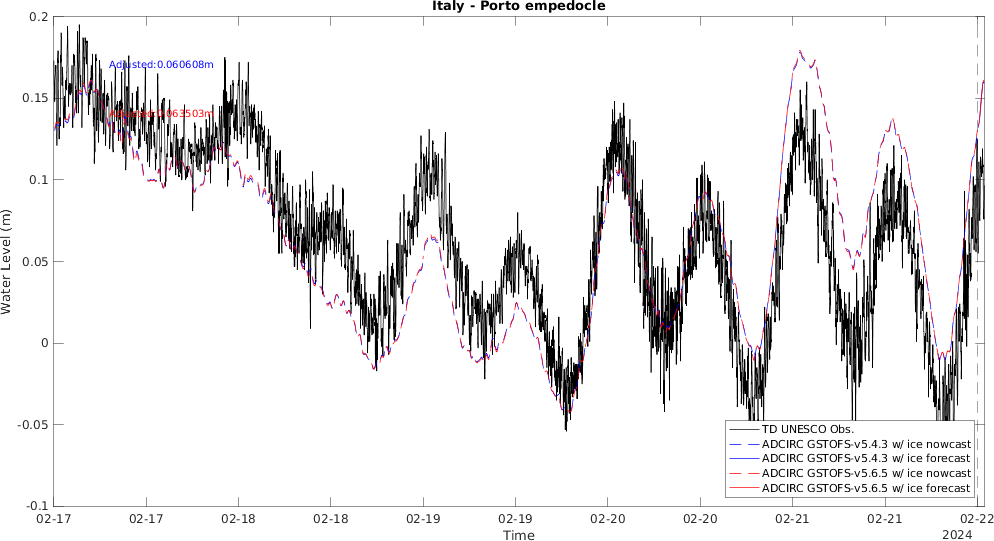 Italy - Porto empedocle
Water Level (m)
0.2
0.15
0.1
0.05
0
-0.05
-0.1
Adjusted:0.060608m
Adjusted:0.063503m
TD UNESCO Obs.
ADCIRC GSTOFS-v5.4.3 w/ ice nowcast
ADCIRC GSTOFS-v5.4.3 w/ ice forecast
ADCIRC GSTOFS-v5.6.5 w/ ice nowcast
ADCIRC GSTOFS-v5.6.5 w/ ice forecast
02-17 02-17 02-18 02-18 02-19 02-19 02-20 02-20 02-21 02-21 02-22
Time
2024